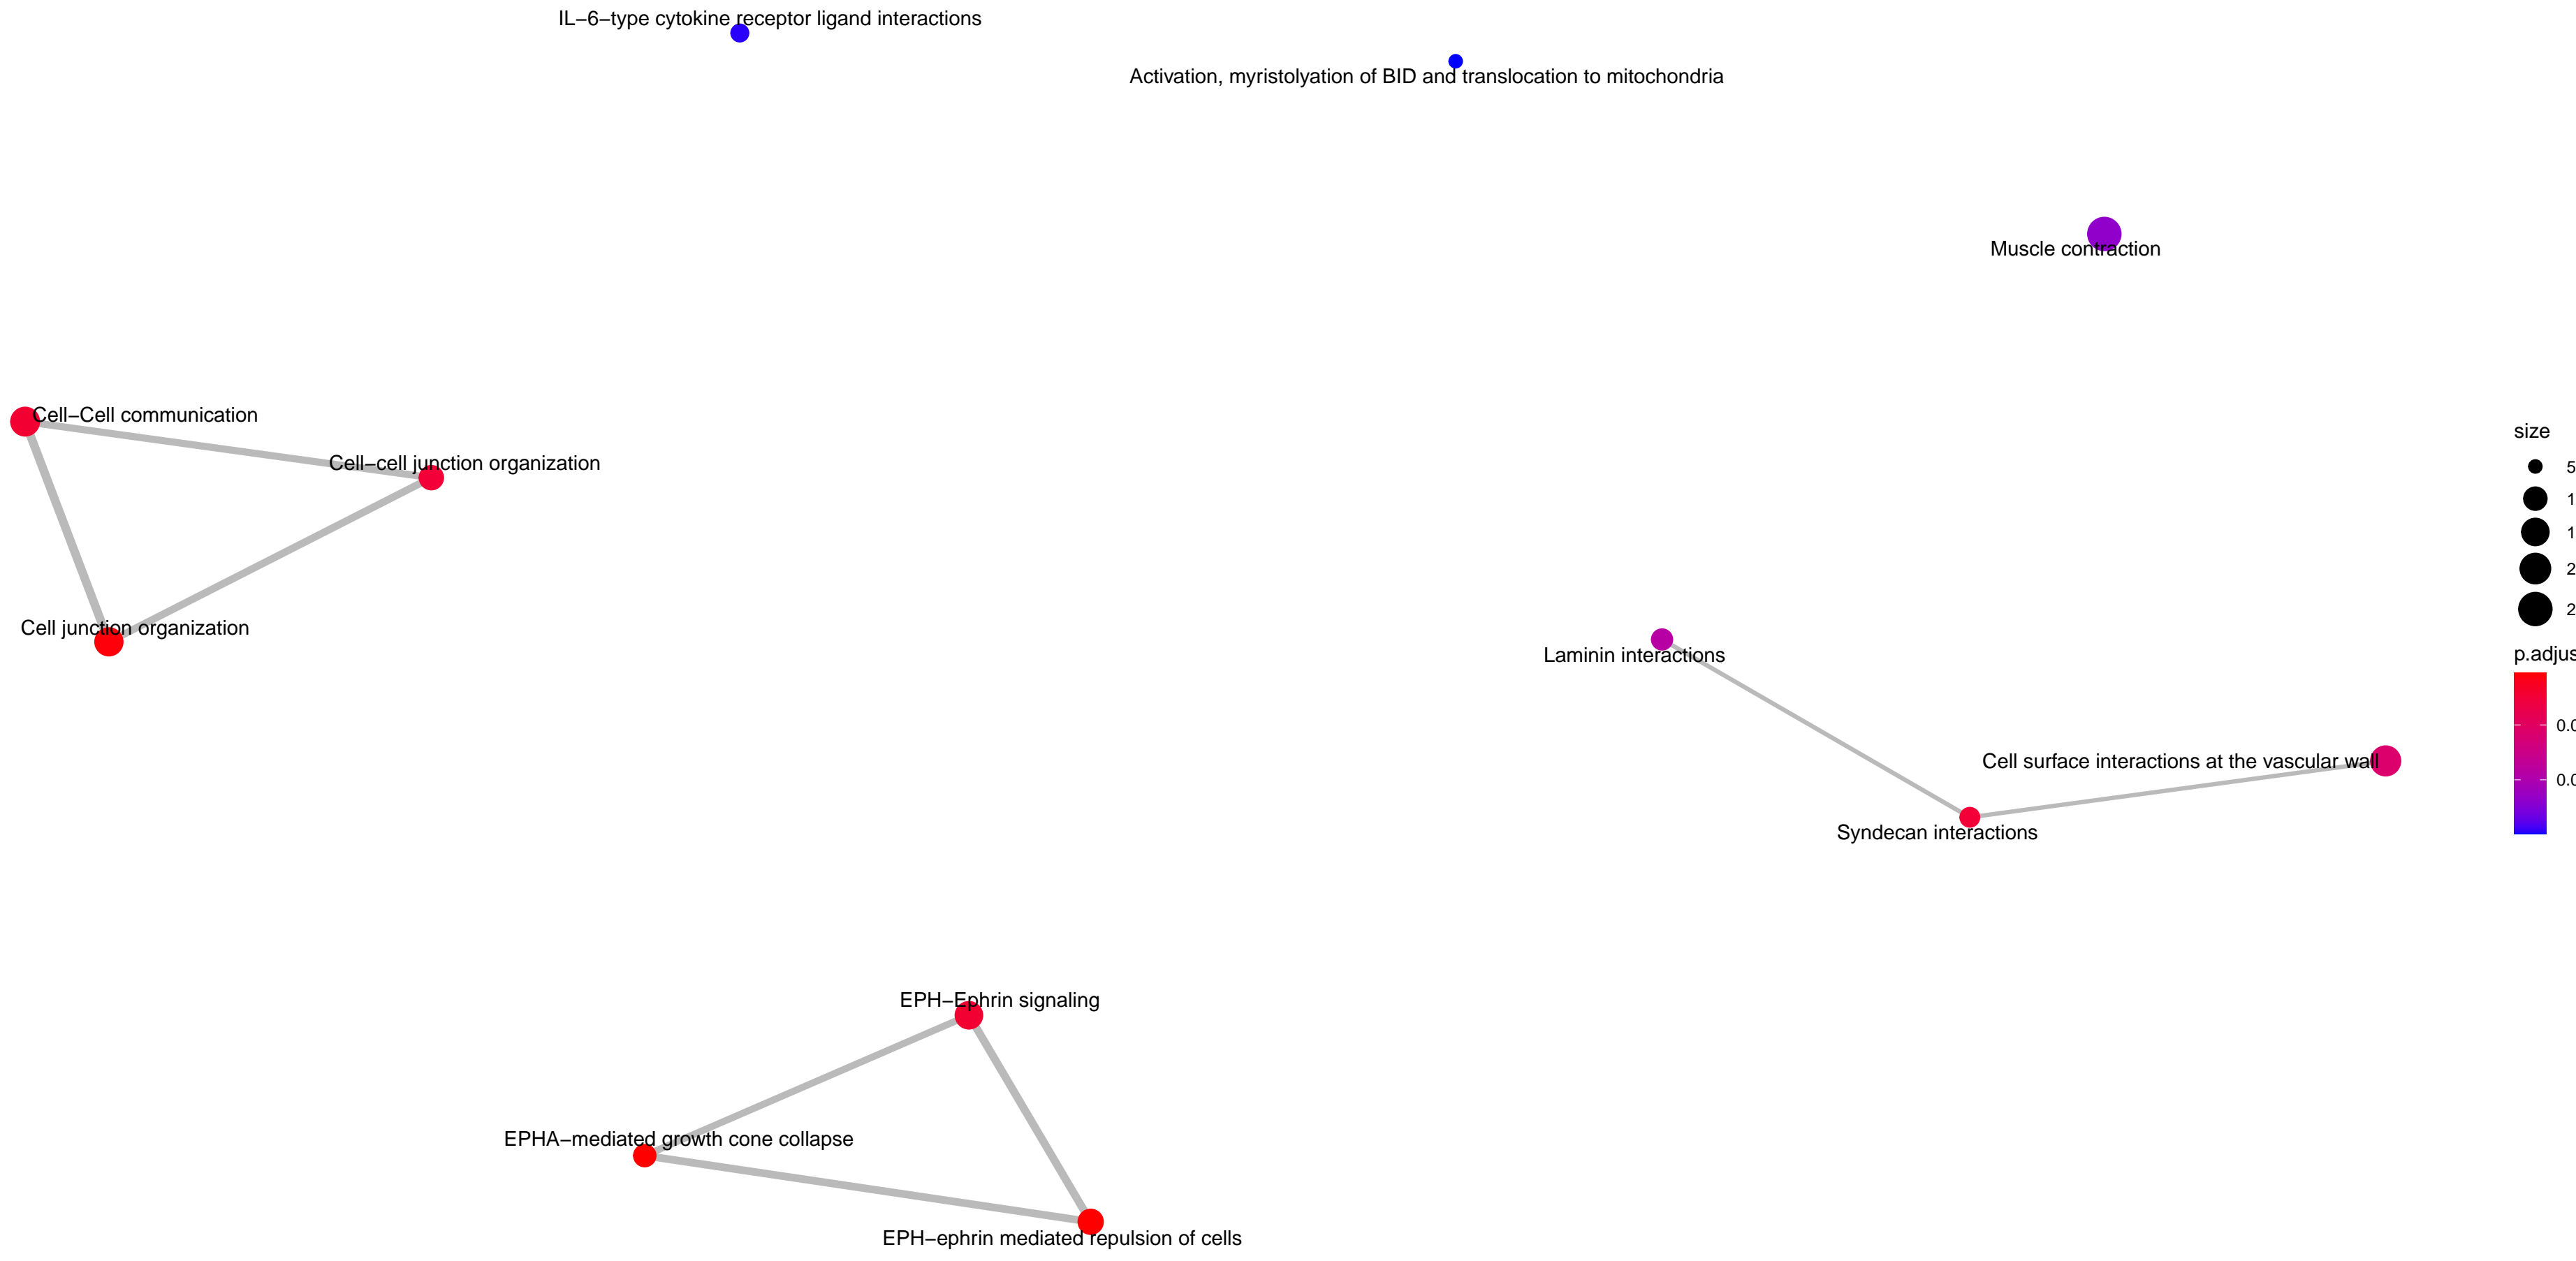 IL−6−type cytokine receptor ligand interactions
Activation, myristolyation of BID and translocation to mitochondria
Muscle contraction
Cell−Cell communication
Cell−cell junction organization
Cell junction organization
Laminin interactions
Cell surface interactions at the vascular wall
Syndecan interactions
EPH−Ephrin signaling
EPHA−mediated growth cone collapse
EPH−ephrin mediated repulsion of cells
size
5
1
1
2
2
p.adjus
0.0
0.0